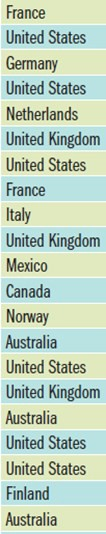 France
United States
Germany
United States
Netherlands
United Kingdom
United States
France
Italy
United Kingdom
Mexico
Canada
Norway
Australia
United States
United Kingdom
Australia
United States
United States
Finland
Australia